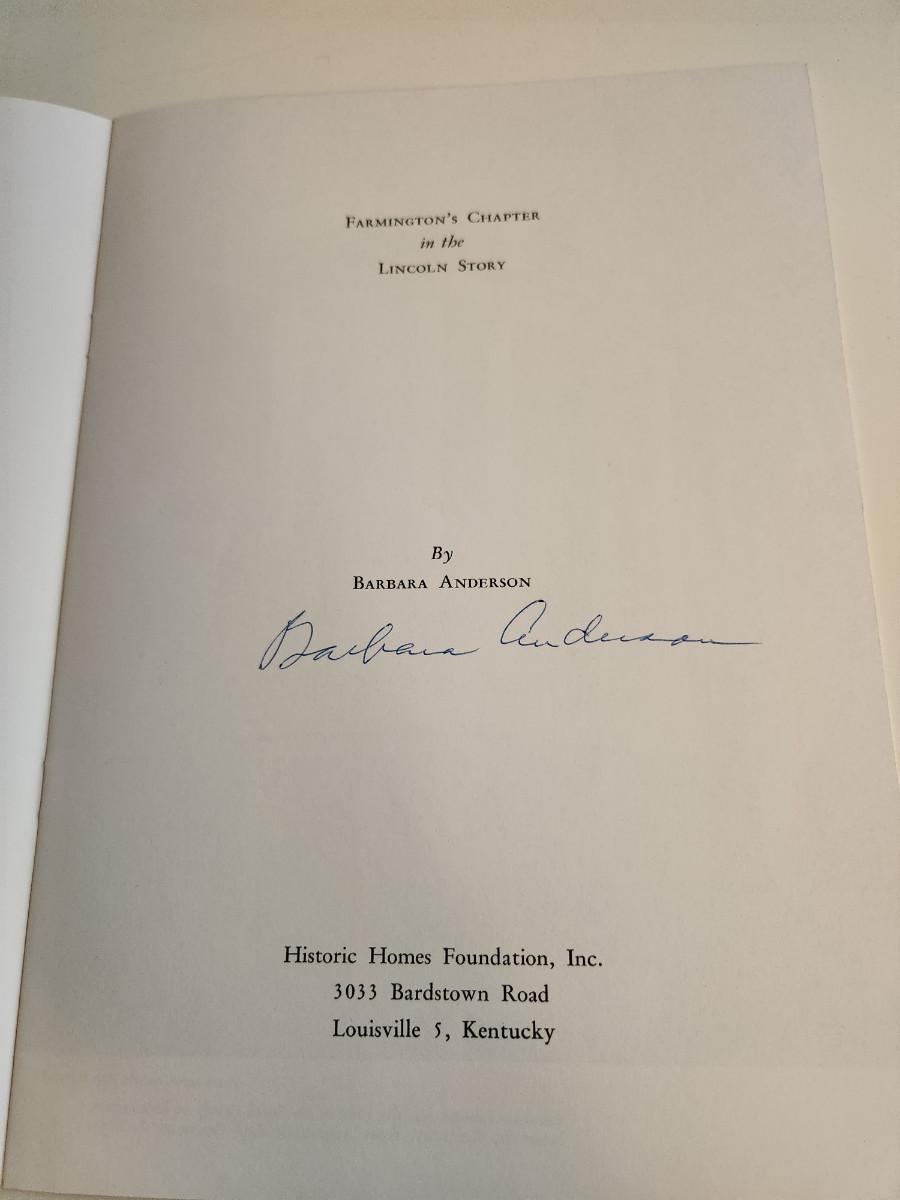 FARMINGTON'S CHAPTER
in the
LINCOLN STORY
By
BARBARA ANDERSON
Barbara Anderson
Historic Homes Foundation, Inc.
3033 Bardstown Road
Louisville 5, Kentucky